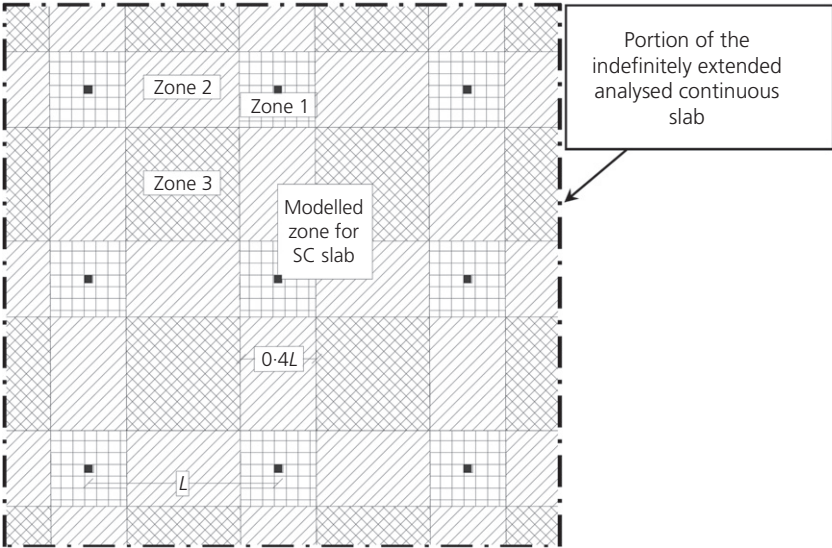 Portion of the
indefinitely extended
analysed continuous
slab
Zone 2
Zone 1
Zone 3
Modelled
zone for
SC slab
0·4L
L